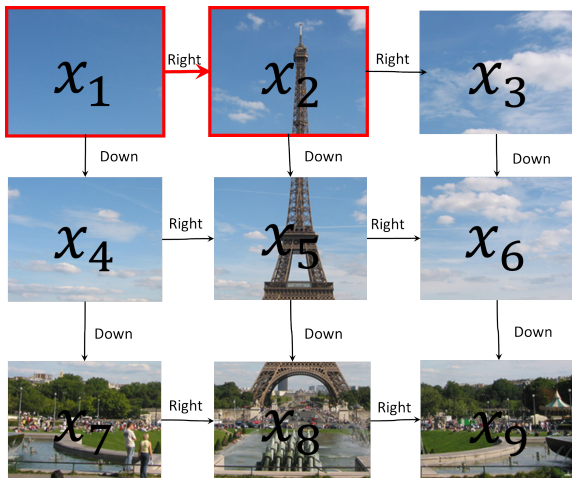 x₁ Right x₂ Right x₃
Down Down Down
x₄ Right x₅ Right x₆
Down Down Down
x₇ Right x₈ Right x₉